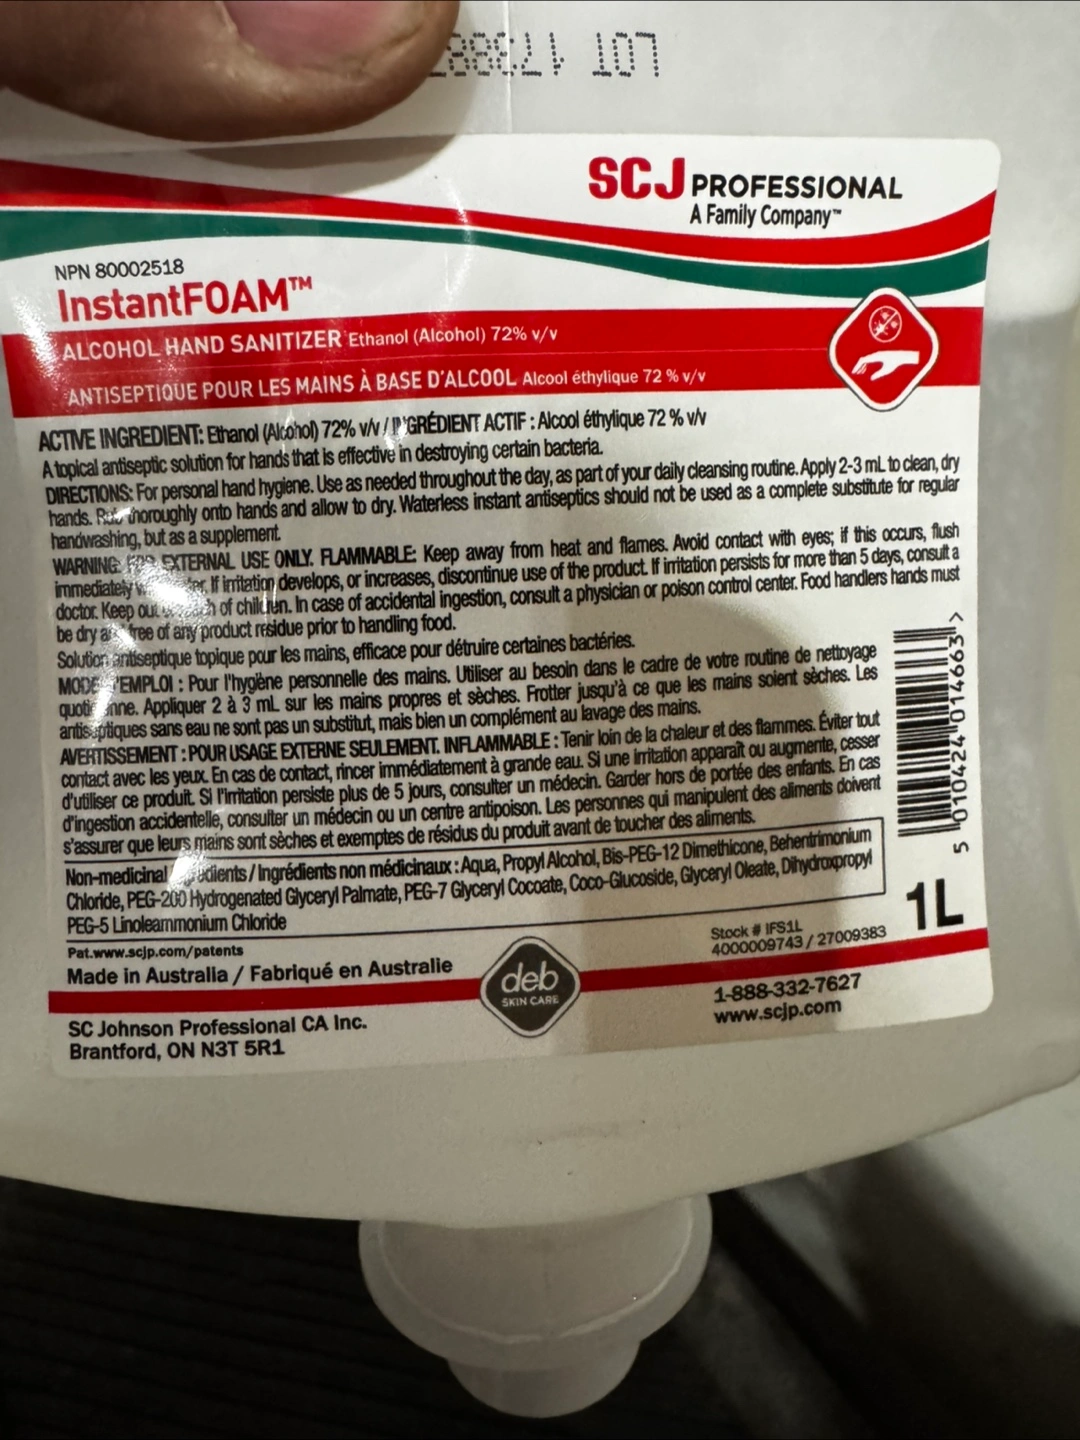 LOT
SCJ PROFESSIONAL
A Family Company™
NPN 80002518
InstantFOAM™
ALCOHOL HAND SANITIZER Ethanol (Alcohol) 72% v/v
ANTISEPTIQUE POUR LES MAINS À BASE D'ALCOOL Alcool éthylique 72 % v/v
ACTIVE INGREDIENT: Ethanol (Alcohol) 72% v/v / INGRÉDIENT ACTIF : Alcool éthylique 72 % v/v
A topical antiseptic solution for hands that is effective in destroying certain bacteria.
DIRECTIONS: For personal hand hygiene. Use as needed throughout the day, as part of your daily cleansing routine. Apply 2-3 mL to clean, dry
hands. Rub thoroughly onto hands and allow to dry. Waterless instant antiseptics should not be used as a complete substitute for regular
handwashing, but as a supplement.
WARNING: FOR EXTERNAL USE ONLY. FLAMMABLE: Keep away from heat and flames. Avoid contact with eyes; if this occurs, flush
immediately with water. If irritation develops, or increases, discontinue use of the product. If irritation persists for more than 5 days, consult a
doctor. Keep out of reach of children. In case of accidental ingestion, consult a physician or poison control center. Food handlers hands must
be dry and free of any product residue prior to handling food.
Solution antiseptique topique pour les mains, efficace pour détruire certaines bactéries.
MODE D'EMPLOI : Pour l'hygiène personnelle des mains. Utiliser au besoin dans le cadre de votre routine de nettoyage
quotidienne. Appliquer 2 à 3 mL sur les mains propres et sèches. Frotter jusqu'à ce que les mains soient sèches. Les
antiseptiques sans eau ne sont pas un substitut, mais bien un complément au lavage des mains.
AVERTISSEMENT : POUR USAGE EXTERNE SEULEMENT. INFLAMMABLE : Tenir loin de la chaleur et des flammes. Éviter tout
contact avec les yeux. En cas de contact, rincer immédiatement à grande eau. Si une irritation apparaît ou augmente, cesser
d'utiliser ce produit. Si l'irritation persiste plus de 5 jours, consulter un médecin. Garder hors de portée des enfants. En cas
d'ingestion accidentelle, consulter un médecin ou un centre antipoison. Les personnes qui manipulent des aliments doivent
s'assurer que leurs mains sont sèches et exemptes de résidus du produit avant de toucher des aliments.
Non-medicinal Ingredients / Ingrédients non médicinaux : Aqua, Propyl Alcohol, Bis-PEG-12 Dimethicone, Behentrimonium
Chloride, PEG-200 Hydrogenated Glyceryl Palmate, PEG-7 Glyceryl Cocoate, Coco-Glucoside, Glyceryl Oleate, Dihydroxpropyl
PEG-5 Linoleammonium Chloride
5 010424 014663 >
1L
Pat.www.scjp.com/patents
Made in Australia / Fabriqué en Australie
Stock # IFS1L
4000009743 / 27009383
deb
SKIN CARE
SC Johnson Professional CA Inc.
Brantford, ON N3T 5R1
1-888-332-7627
www.scjp.com